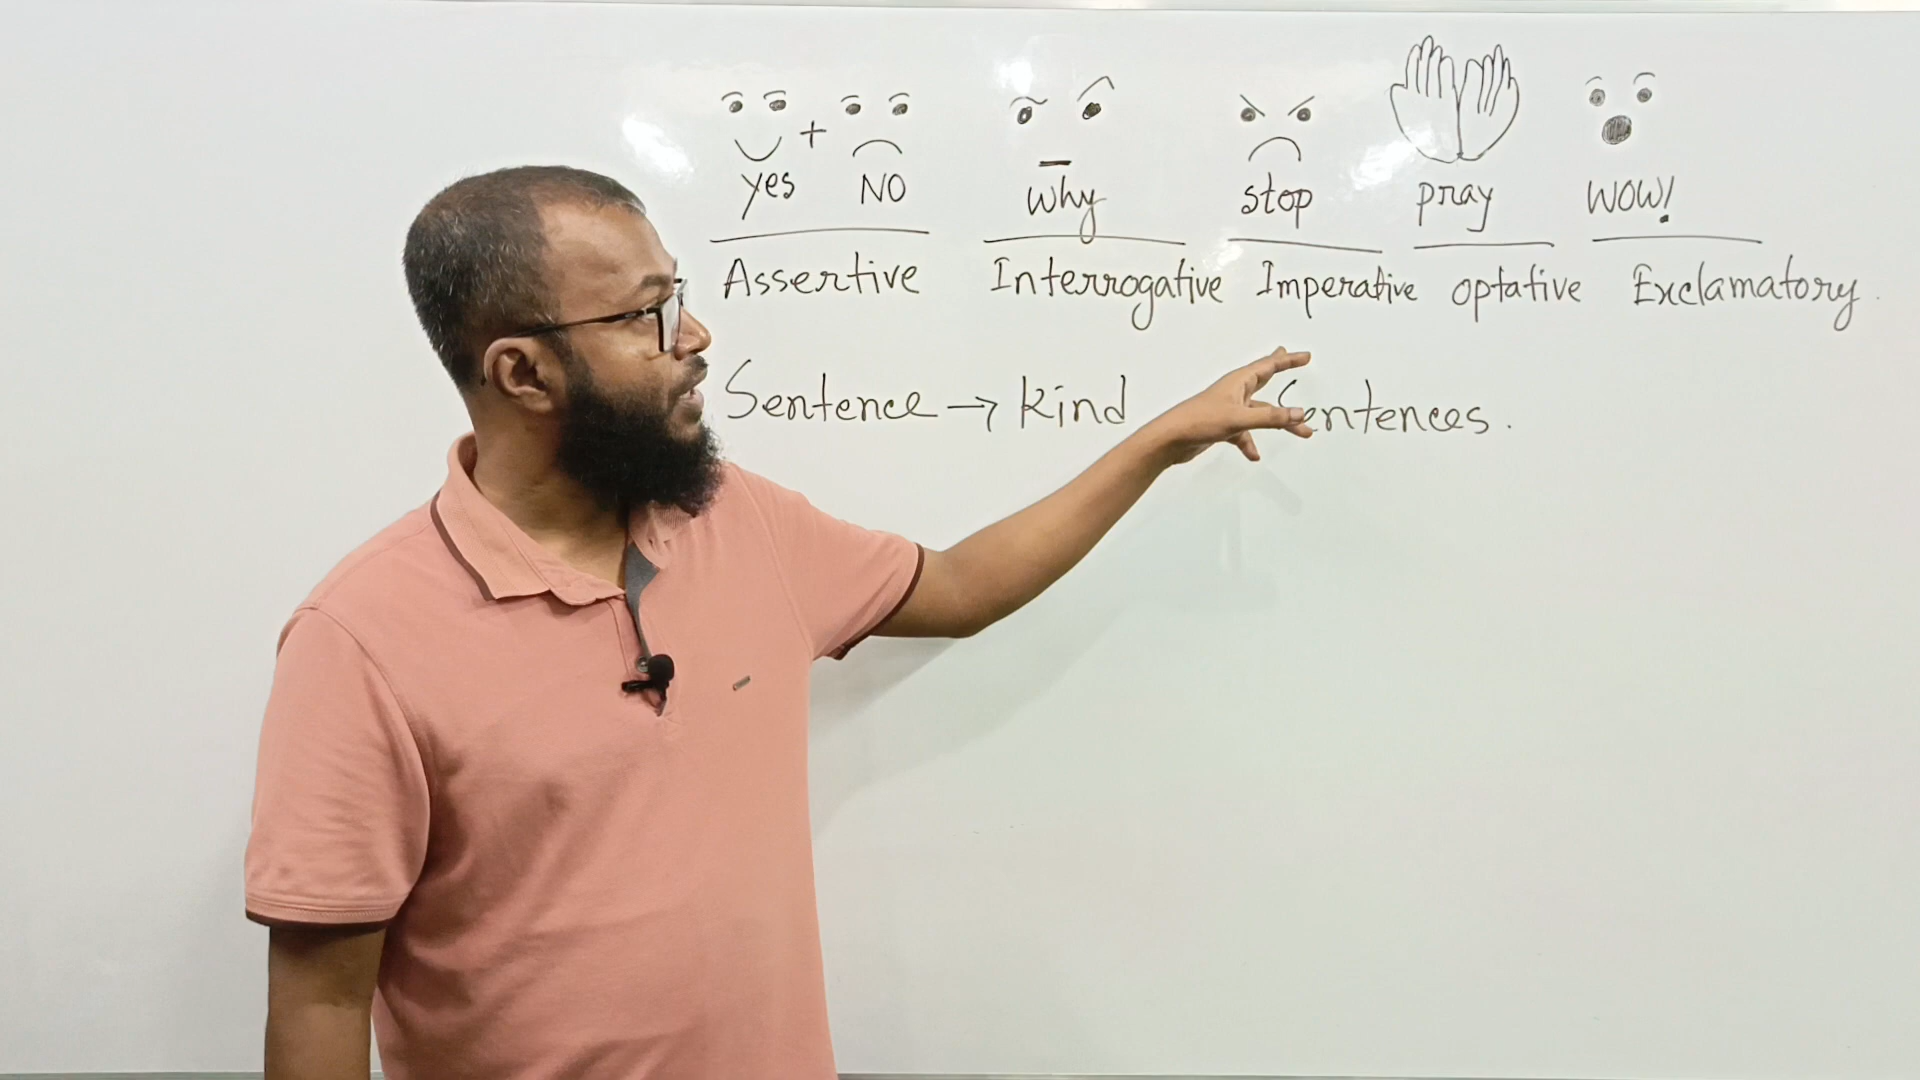 yes + NO why stop pray WOW!
Assertive Interrogative Imperative optative Exclamatory.
Sentence → Kind Sentences.